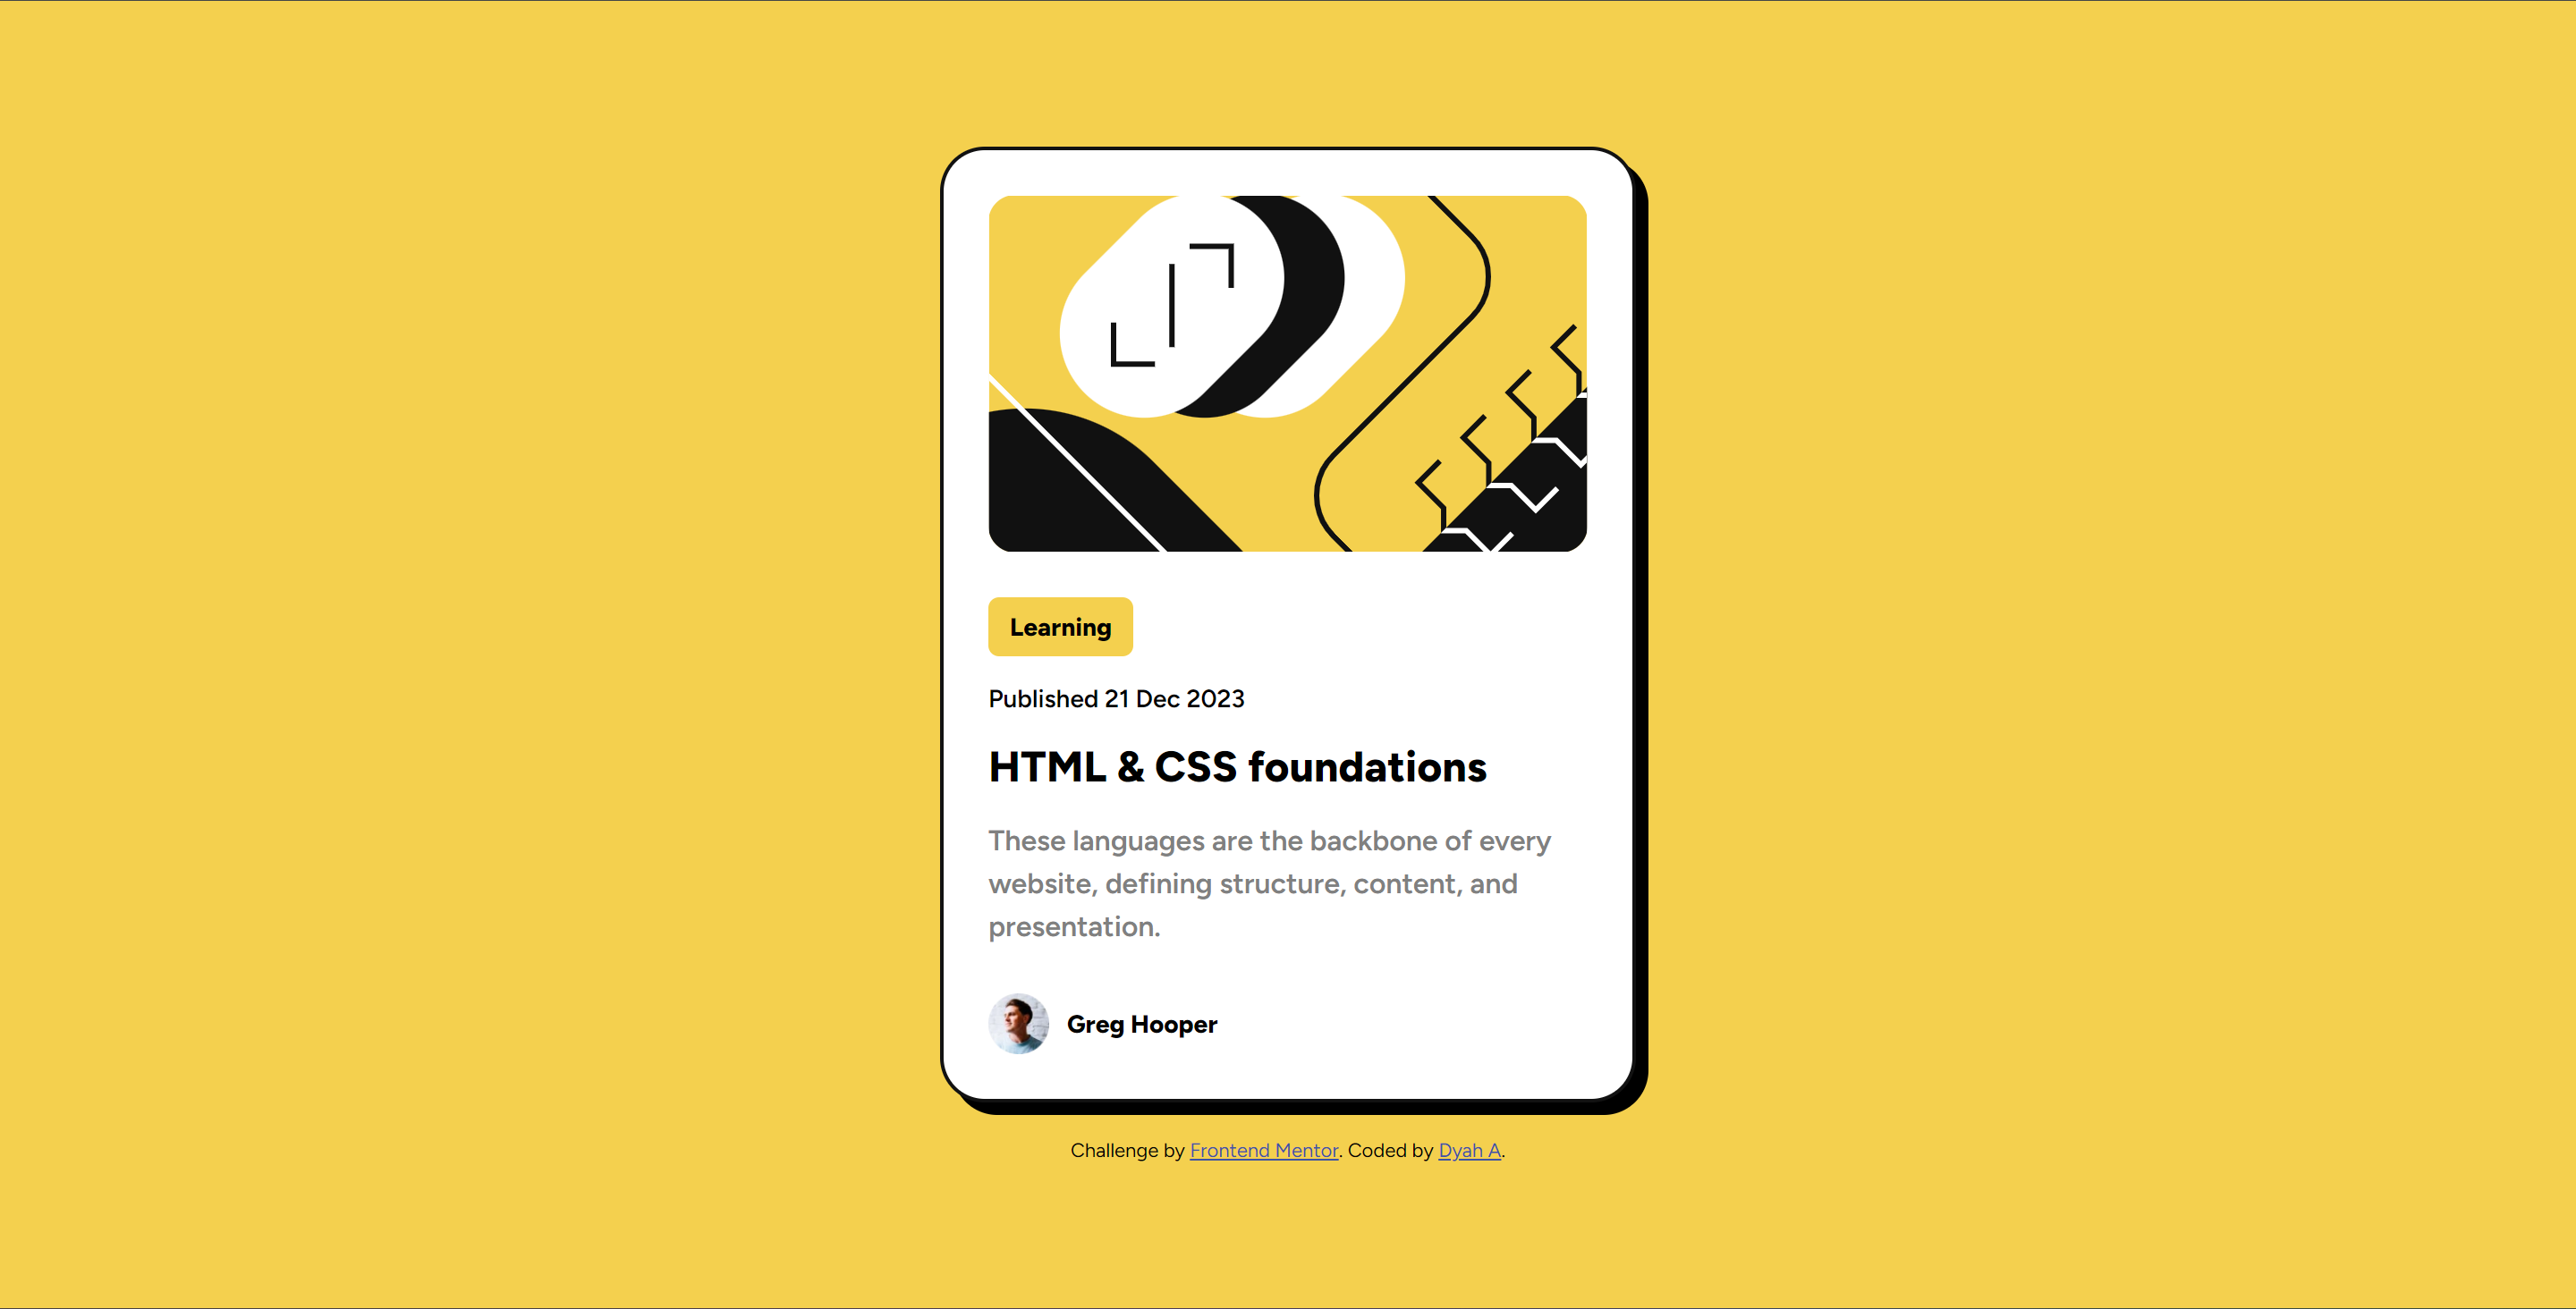 Learning
Published 21 Dec 2023
HTML & CSS foundations
These languages are the backbone of every
website, defining structure, content, and
presentation.
Greg Hooper
Challenge by Frontend Mentor. Coded by Dyah A.